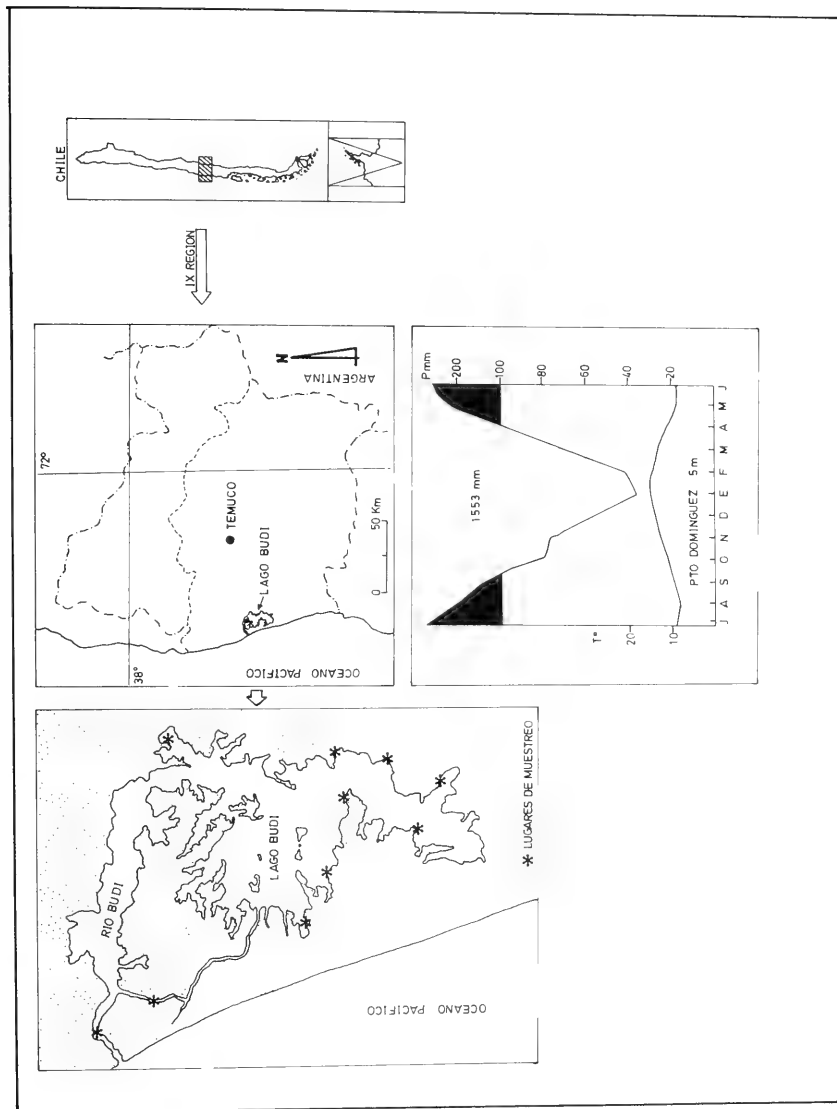 CHILE
IX REGION
72°
38°
TEMUCO
LAGO BUDI
N
ARGENTINA
0 50 Km
OCEANO PACIFICO
RIO BUDI
LAGO BUDI
OCEANO PACIFICO
* LUGARES DE MUESTREO
P mm
200
100
80
60
40
20
1553 mm
T°
20
10
PTO DOMINGUEZ 5 m
J A S O N D E F M A M J